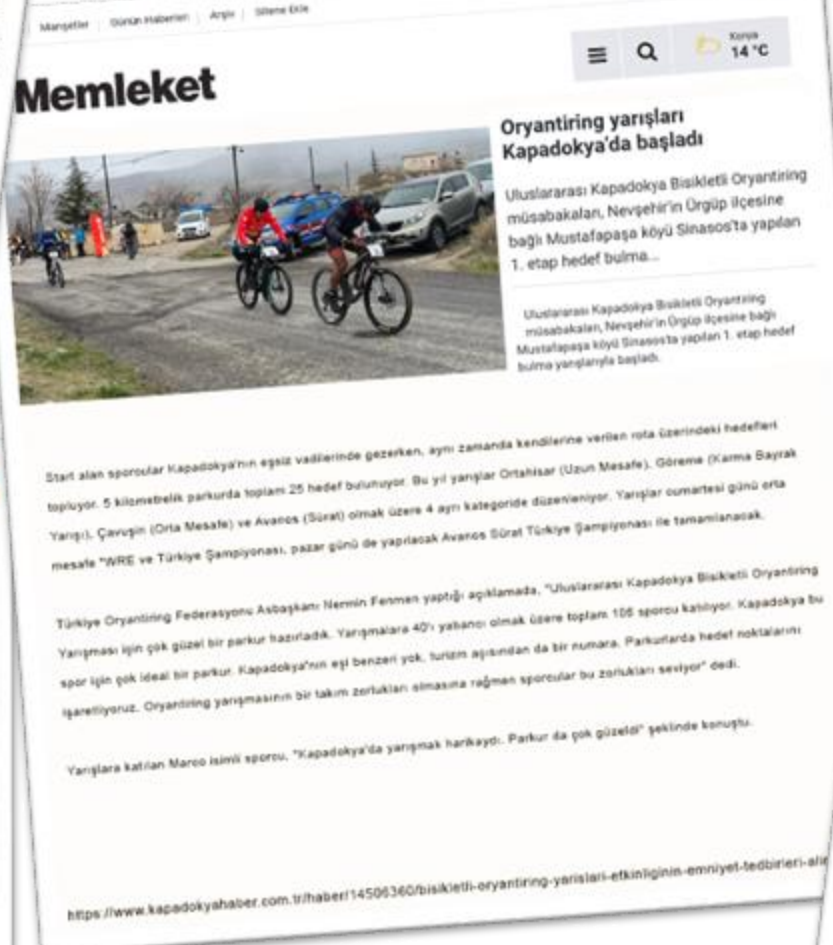 Manşetler Günün Haberleri Arşiv Sitene Ekle
Memleket
Konya
14 °C
Oryantiring yarışları
Kapadokya'da başladı
Uluslararası Kapadokya Bisikletli Oryantiring
müsabakaları, Nevşehir'in Ürgüp ilçesine
bağlı Mustafapaşa köyü Sinasos'ta yapılan
1. etap hedef bulma...
Uluslararası Kapadokya Bisikletli Oryantiring
müsabakaları, Nevşehir'in Ürgüp ilçesine bağlı
Mustafapaşa köyü Sinasos'ta yapılan 1. etap hedef
bulma yarışlarıyla başladı.
Start alan sporcular Kapadokya'nın eşsiz vadilerinde gezerken, aynı zamanda kendilerine verilen rota üzerindeki hedefleri
topluyor. 5 kilometrelik parkurda toplam 25 hedef bulunuyor. Bu yıl yarışlar Ortahisar (Uzun Mesafe), Göreme (Karma Bayrak
Yarışı), Çavuşin (Orta Mesafe) ve Avanos (Sürat) olmak üzere 4 ayrı kategoride düzenleniyor. Yarışlar cumartesi günü orta
mesafe "WRE ve Türkiye Şampiyonası, pazar günü de yapılacak Avanos Sürat Türkiye Şampiyonası ile tamamlanacak.
Türkiye Oryantiring Federasyonu Asbaşkanı Nermin Fenmen yaptığı açıklamada, "Uluslararası Kapadokya Bisikletli Oryantiring
Yarışması için çok güzel bir parkur hazırladık. Yarışmalara 40'ı yabancı olmak üzere toplam 106 sporcu katılıyor. Kapadokya bu
spor için çok ideal bir parkur. Kapadokya'nın eşi benzeri yok, turizm açısından da bir numara. Parkurlarda hedef noktalarını
işaretliyoruz. Oryantiring yarışmasının bir takım zorlukları olmasına rağmen sporcular bu zorlukları seviyor" dedi.
Yarışlara katılan Marco isimli sporcu, "Kapadokya'da yarışmak harikaydı. Parkur da çok güzeldi" şeklinde konuştu.
https://www.kapadokyahaber.com.tr/haber/14506360/bisikletli-oryantiring-yarislari-etkinliginin-emniyet-tedbirleri-alin